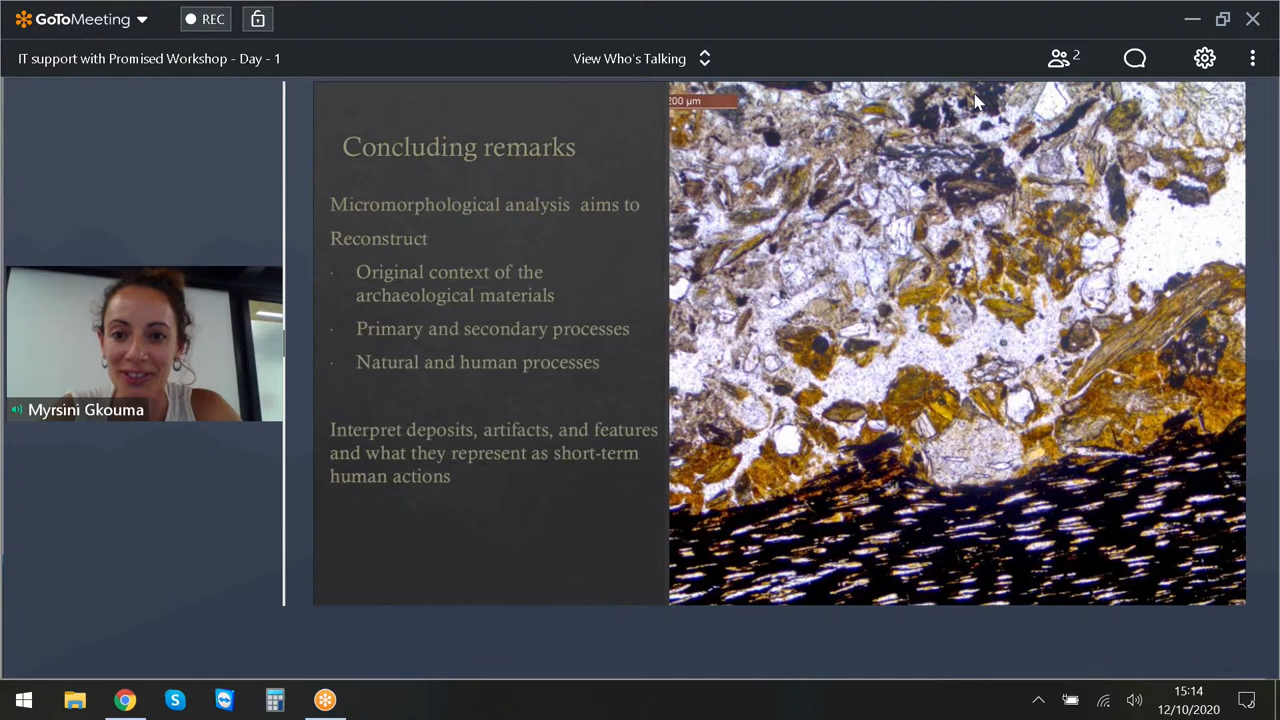 GoToMeeting
REC
IT support with Promised Workshop - Day - 1
View Who's Talking
2
Concluding remarks
Micromorphological analysis aims to
Reconstruct
· Original context of the
archaeological materials
· Primary and secondary processes
· Natural and human processes
Interpret deposits, artifacts, and features
and what they represent as short-term
human actions
200 µm
Myrsini Gkouma
15:14
12/10/2020